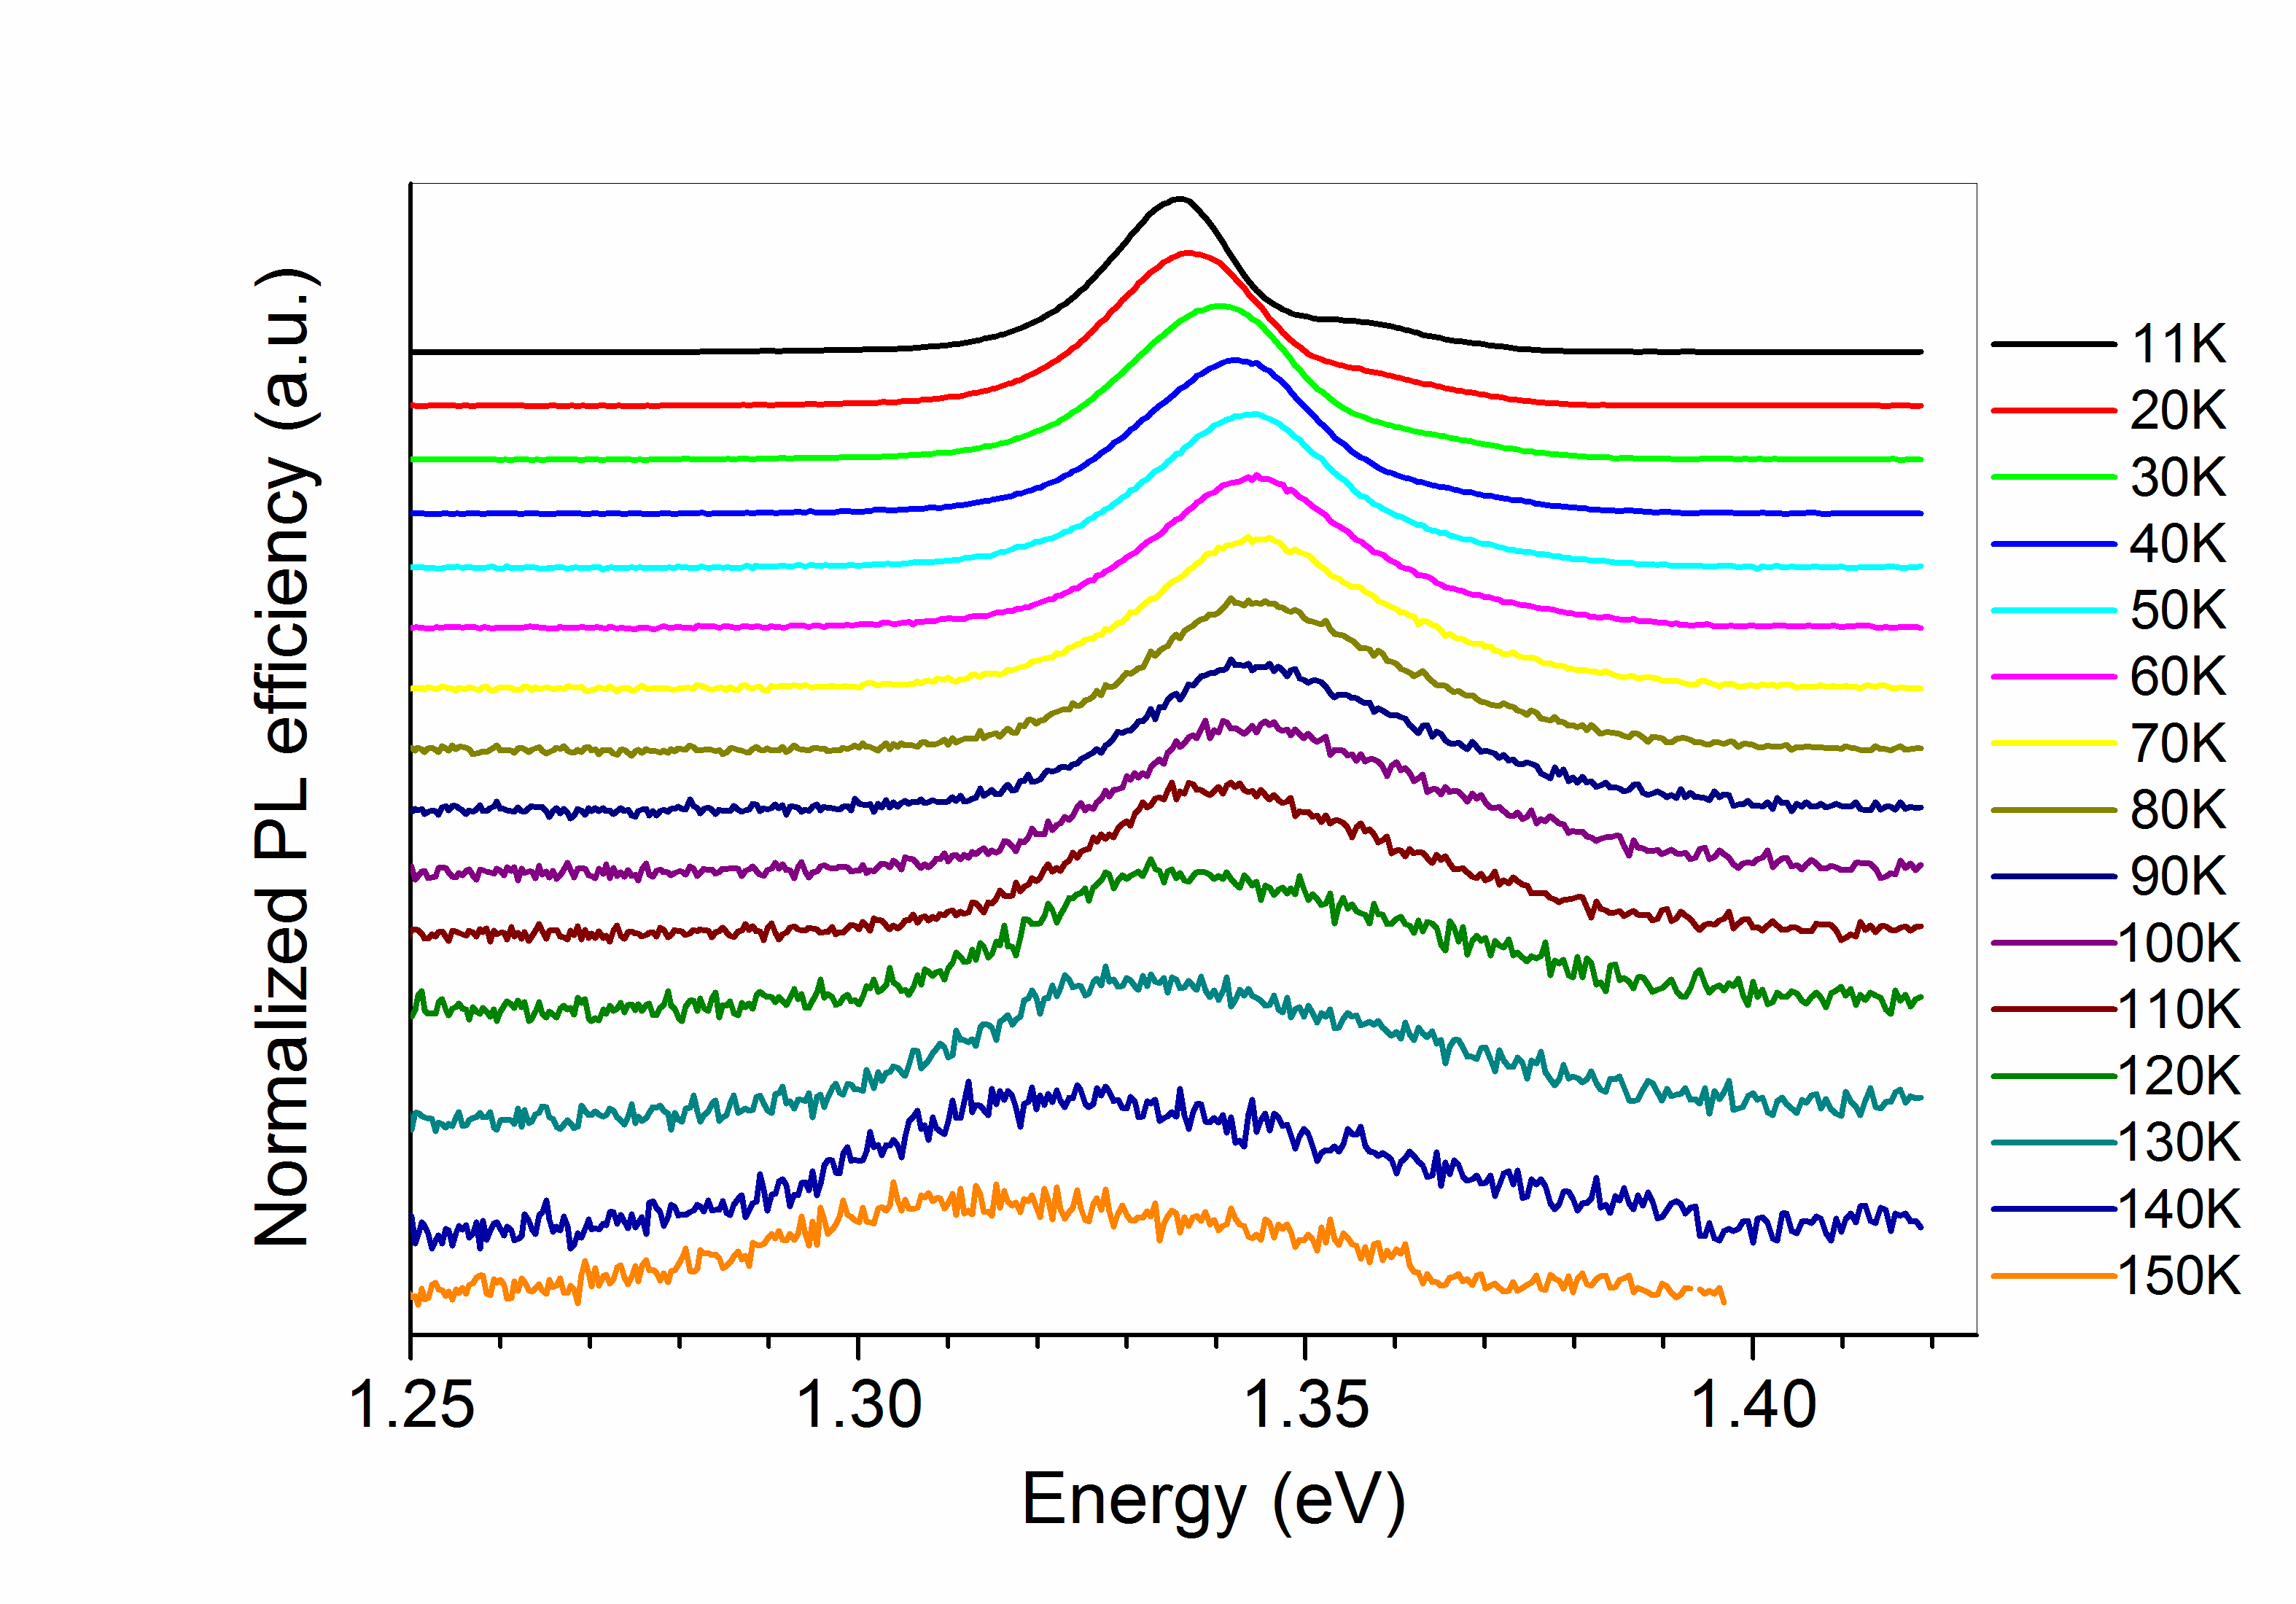 Normalized PL efficiency (a.u.)
11K
20K
30K
40K
50K
60K
70K
80K
90K
100K
110K
120K
130K
140K
150K
1.25 1.30 1.35 1.40
Energy (eV)